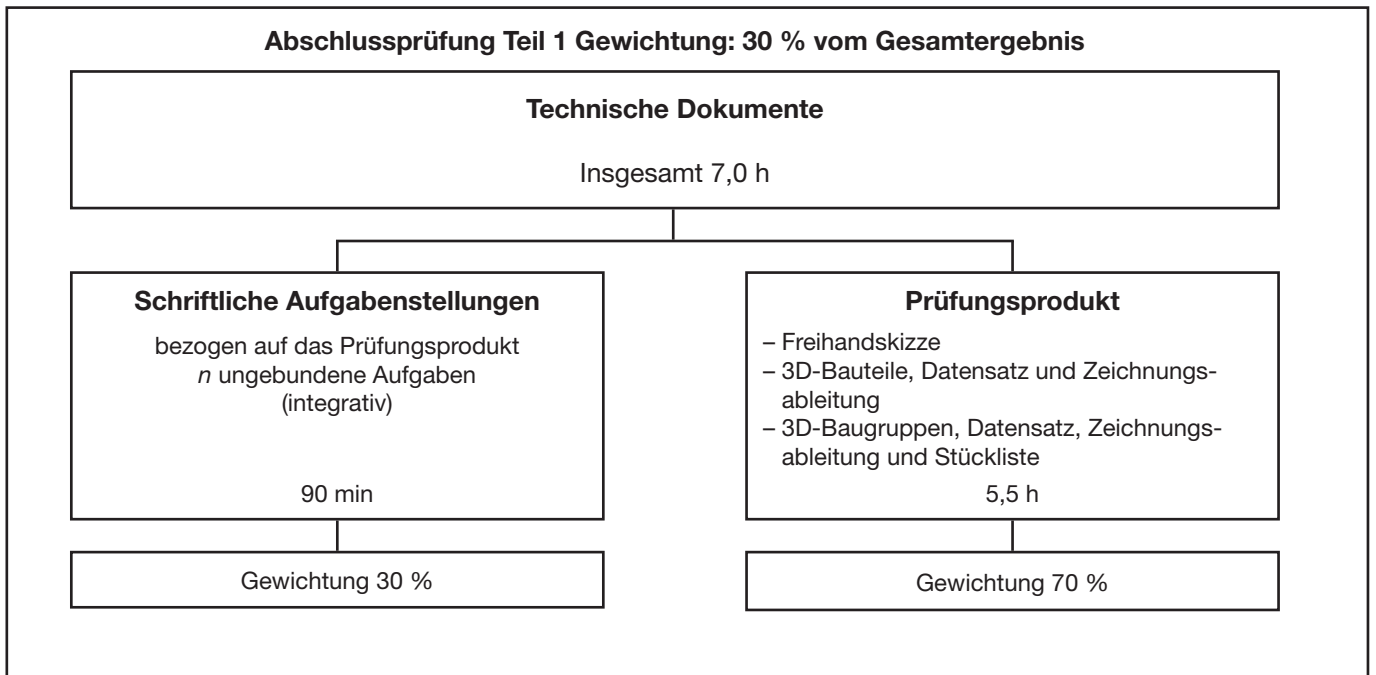 Abschlussprüfung Teil 1 Gewichtung: 30 % vom Gesamtergebnis
Technische Dokumente
Insgesamt 7,0 h
Schriftliche Aufgabenstellungen
bezogen auf das Prüfungsprodukt
n ungebundene Aufgaben
(integrativ)
90 min
Gewichtung 30 %
Prüfungsprodukt
– Freihandskizze
– 3D-Bauteile, Datensatz und Zeichnungs-
ableitung
– 3D-Baugruppen, Datensatz, Zeichnungs-
ableitung und Stückliste
5,5 h
Gewichtung 70 %